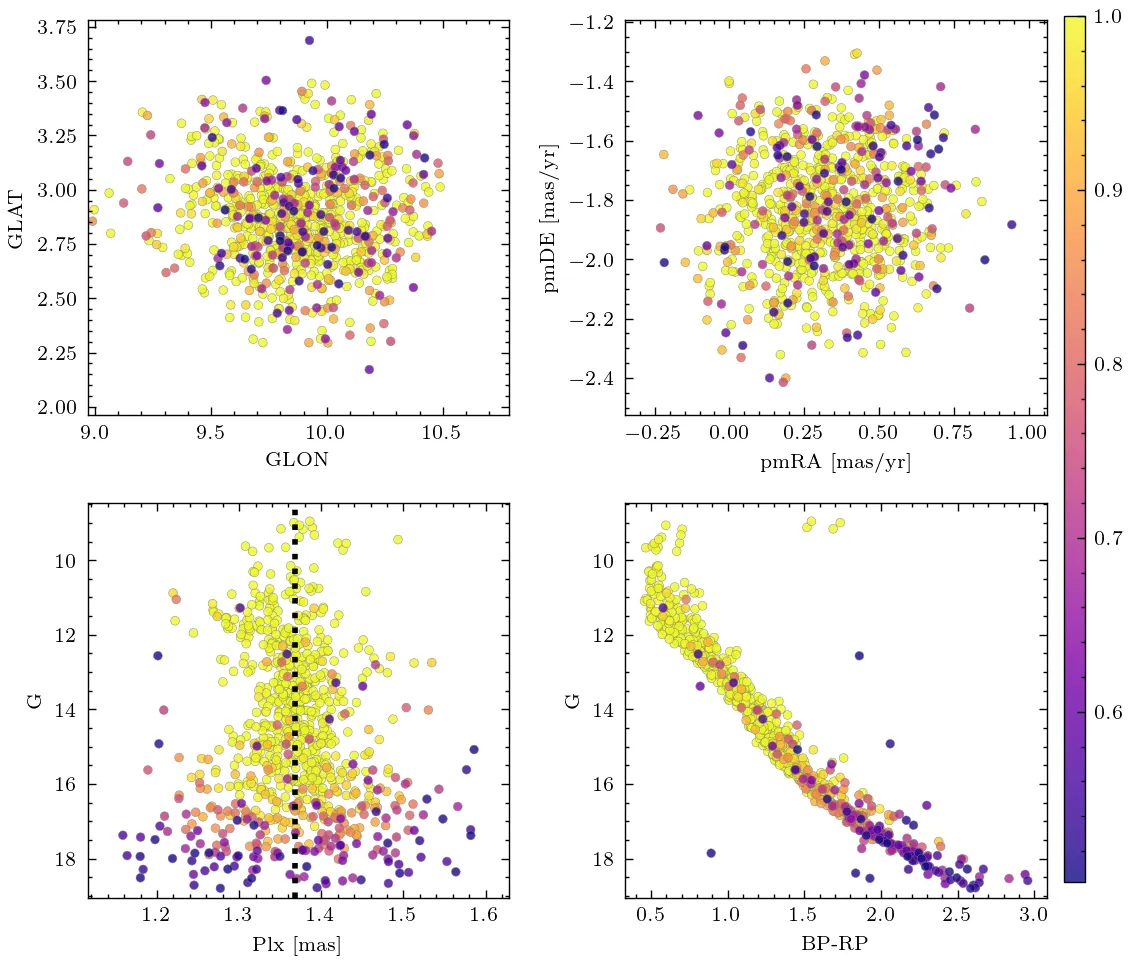 3.75
3.50
3.25
3.00
2.75
2.50
2.25
2.00
GLAT
9.0 9.5 10.0 10.5
GLON
−1.2
−1.4
−1.6
−1.8
−2.0
−2.2
−2.4
pmDE [mas/yr]
−0.25 0.00 0.25 0.50 0.75 1.00
pmRA [mas/yr]
1.0
0.9
0.8
0.7
0.6
10
12
14
16
18
G
1.2 1.3 1.4 1.5 1.6
Plx [mas]
10
12
14
16
18
G
0.5 1.0 1.5 2.0 2.5 3.0
BP-RP